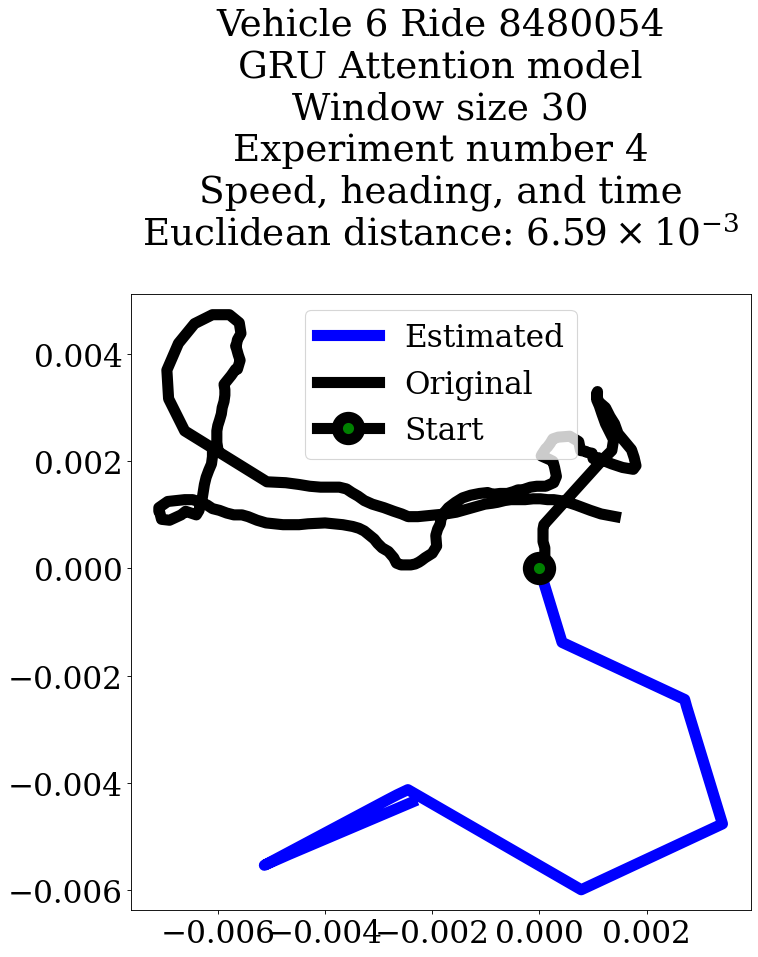 Vehicle 6 Ride 8480054
GRU Attention model
Window size 30
Experiment number 4
Speed, heading, and time
Euclidean distance: 6.59 × 10⁻³
Estimated
Original
Start
0.004
0.002
0.000
−0.002
−0.004
−0.006
−0.006 −0.004 −0.002 0.000 0.002